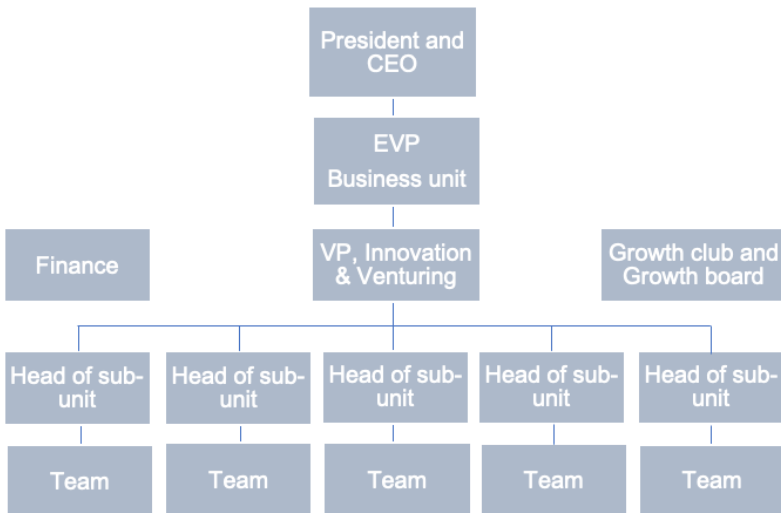 President and
CEO
EVP
Business unit
Finance
VP, Innovation
& Venturing
Growth club and
Growth board
Head of sub-
unit
Head of sub-
unit
Head of sub-
unit
Head of sub-
unit
Head of sub-
unit
Team
Team
Team
Team
Team